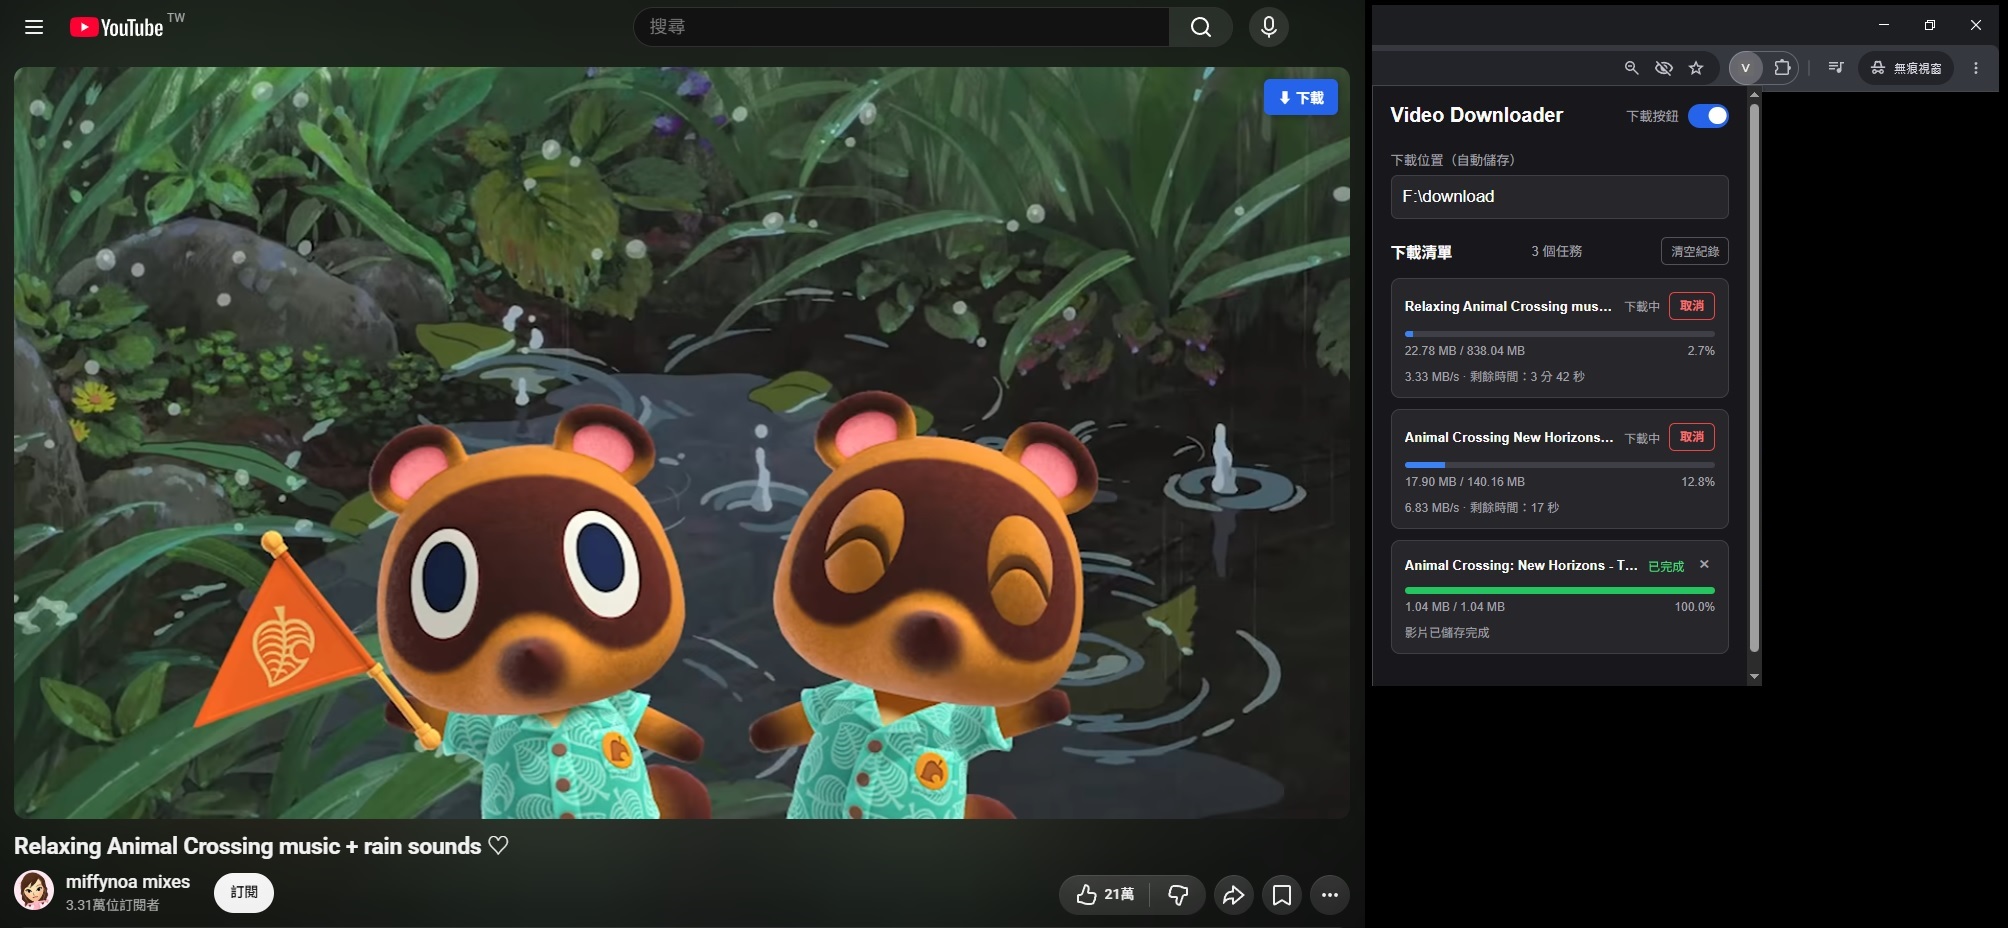 YouTube TW
搜尋
下載
Relaxing Animal Crossing music + rain sounds ♡
miffynoa mixes
3.31萬位訂閱者
訂閱
21萬
V
無痕視窗
Video Downloader
下載按鈕
下載位置（自動儲存）
F:\download
下載清單
3 個任務
清空紀錄
Relaxing Animal Crossing mus...
下載中
取消
22.78 MB / 838.04 MB
2.7%
3.33 MB/s · 剩餘時間：3 分 42 秒
Animal Crossing New Horizons...
下載中
取消
17.90 MB / 140.16 MB
12.8%
6.83 MB/s · 剩餘時間：17 秒
Animal Crossing: New Horizons - T...
已完成
1.04 MB / 1.04 MB
100.0%
影片已儲存完成